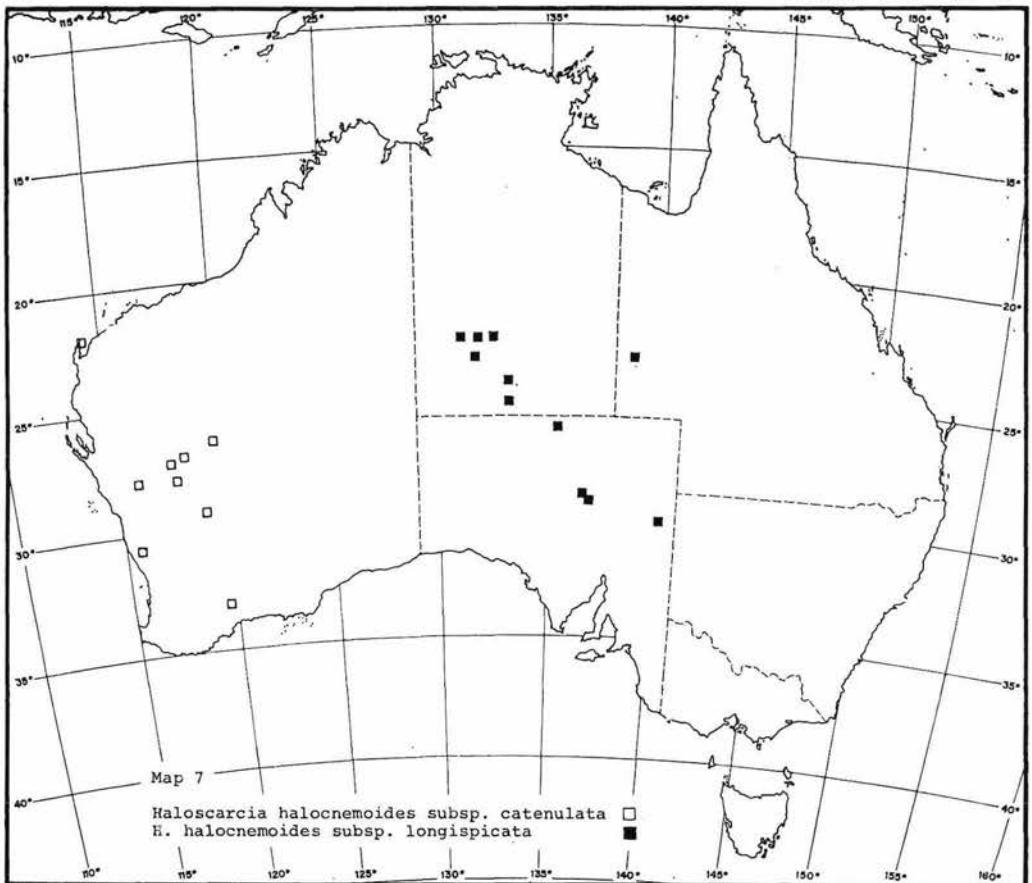 115° 120° 125° 130° 135° 140° 145° 150°
10° 10°
15° 15°
20° 20°
25° 25°
30° 30°
35° 35°
40° 40°
Map 7
Haloscarcia halocnemoides subsp. catenulata
H. halocnemoides subsp. longispicata
110° 115° 120° 125° 130° 135° 140° 145° 150° 155° 160°